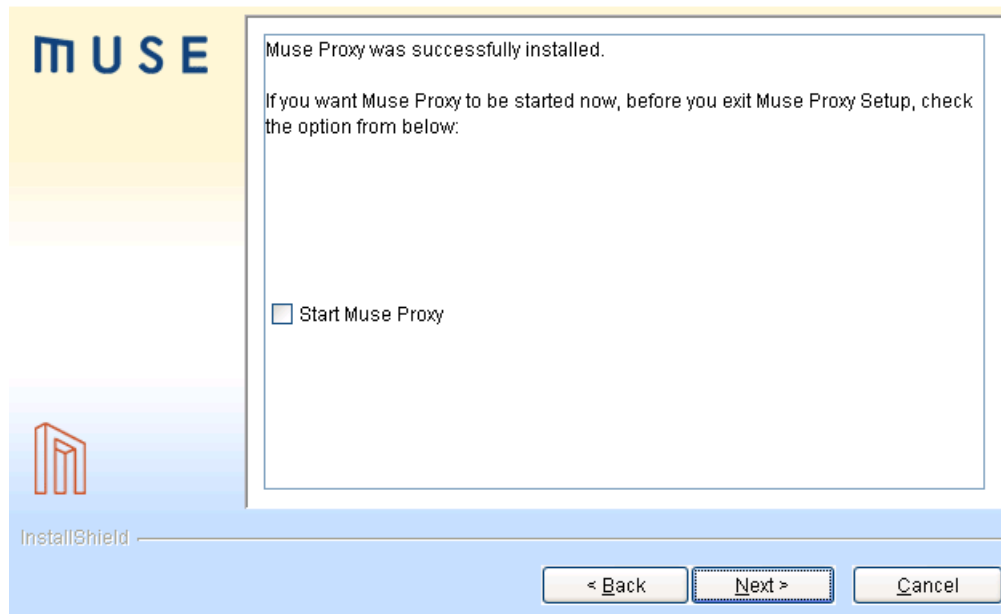 MUSE
Muse Proxy was successfully installed.
If you want Muse Proxy to be started now, before you exit Muse Proxy Setup, check
the option from below:
Start Muse Proxy
InstallShield
< Back
Next >
Cancel